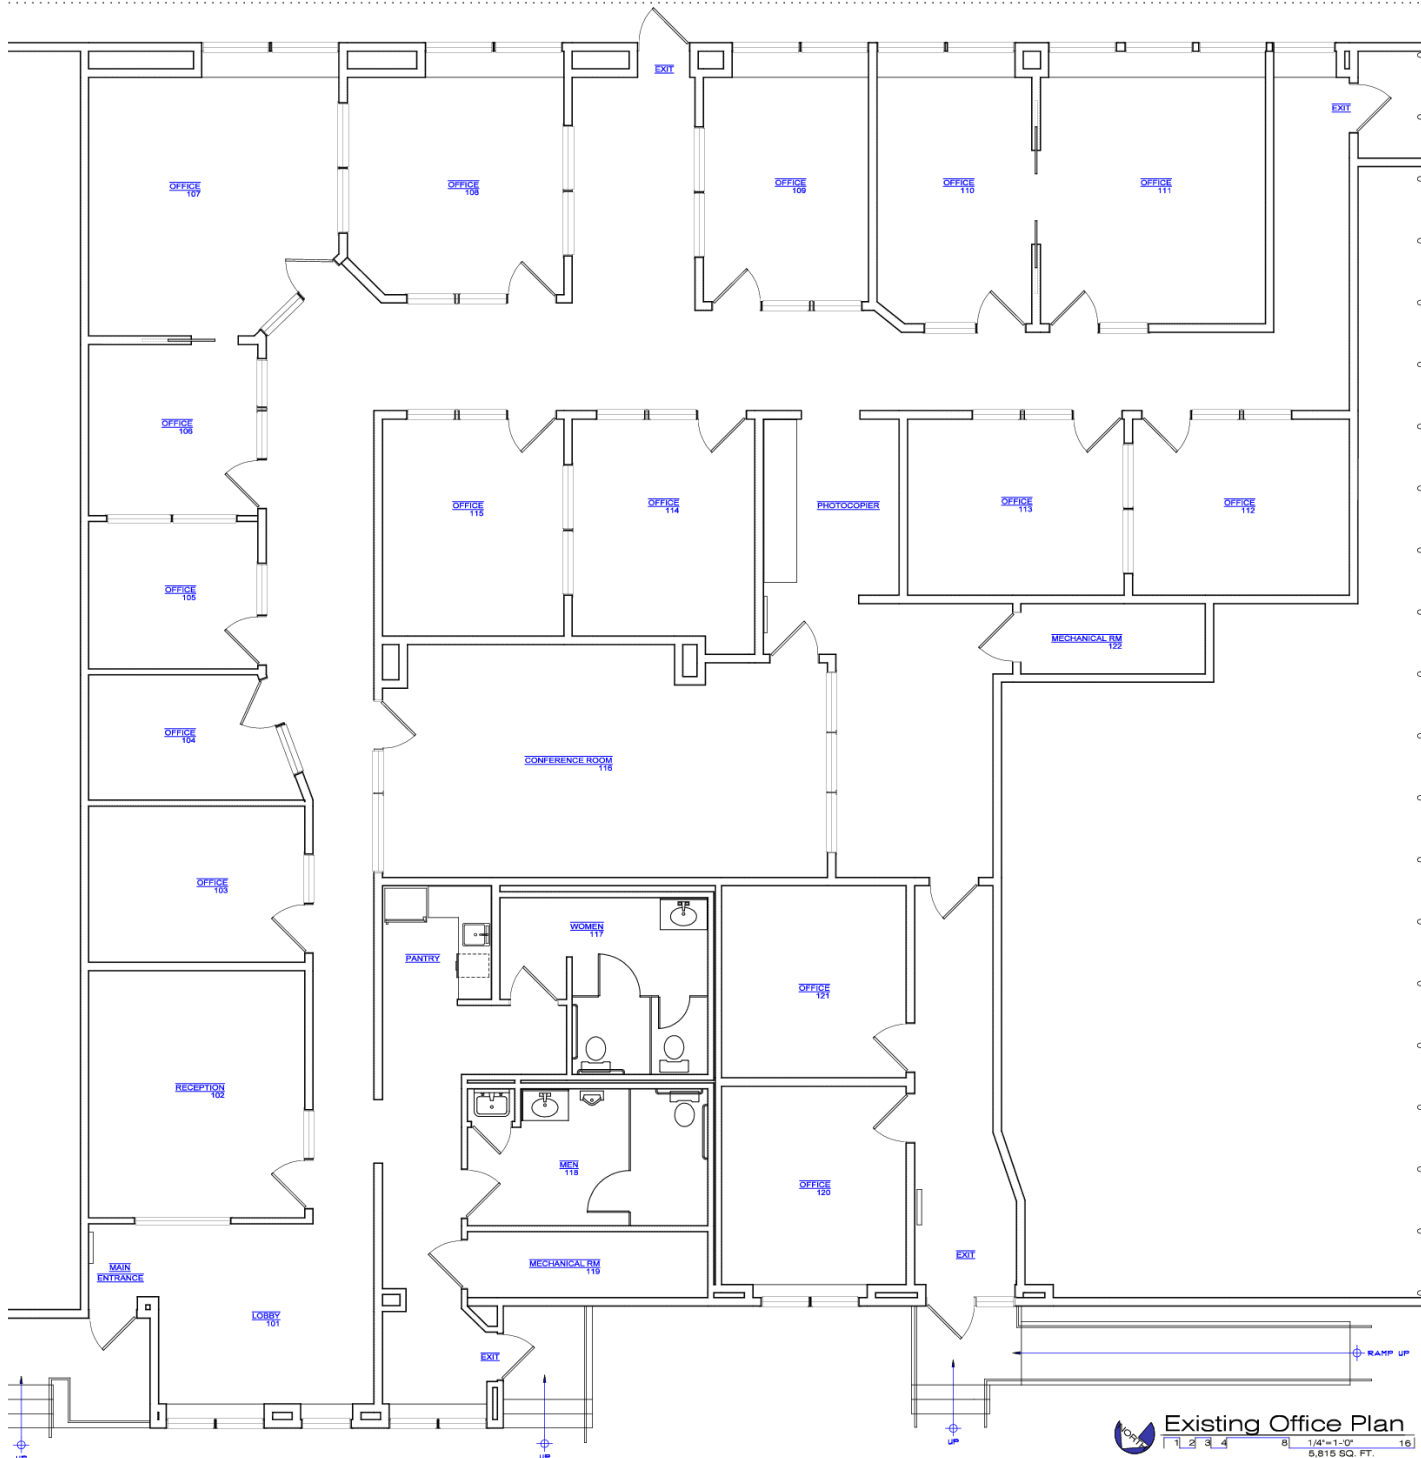 EXIT
EXIT
OFFICE
107
OFFICE
108
OFFICE
109
OFFICE
110
OFFICE
111
OFFICE
106
OFFICE
115
OFFICE
114
PHOTOCOPIER
OFFICE
113
OFFICE
112
OFFICE
105
MECHANICAL RM
122
OFFICE
104
CONFERENCE ROOM
116
OFFICE
103
WOMEN
117
PANTRY
OFFICE
121
RECEPTION
102
MEN
118
OFFICE
120
MAIN
ENTRANCE
MECHANICAL RM
119
EXIT
LOBBY
101
EXIT
RAMP UP
UP
UP
UP
NORTH
Existing Office Plan
1 2 3 4 8 1/4"=1'-0" 16
5,815 SQ. FT.